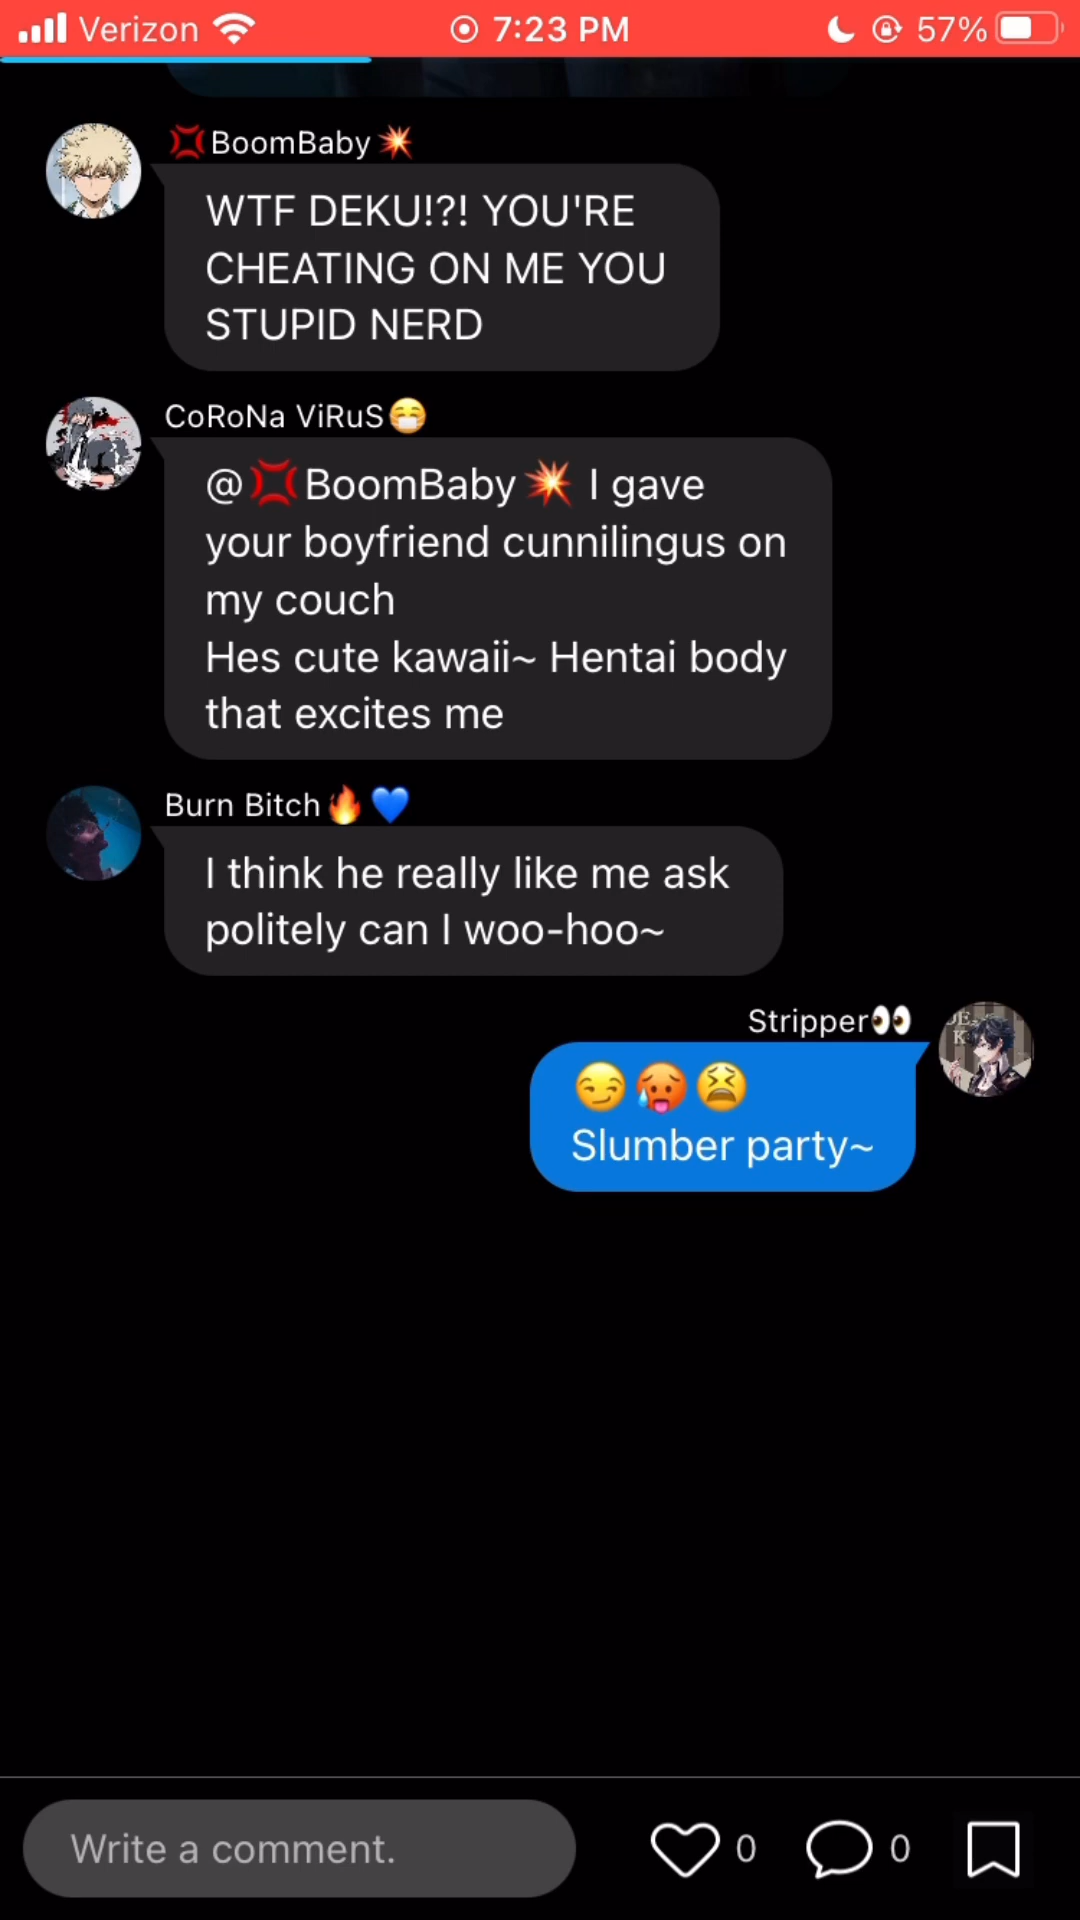 Verizon 7:23 PM 57%
💢BoomBaby💥
WTF DEKU!?! YOU'RE
CHEATING ON ME YOU
STUPID NERD
CoRoNa ViRuS😷
@💢BoomBaby💥 I gave
your boyfriend cunnilingus on
my couch
Hes cute kawaii~ Hentai body
that excites me
Burn Bitch🔥💙
I think he really like me ask
politely can I woo-hoo~
Stripper👀
😏🥵😫
Slumber party~
Write a comment. 0 0